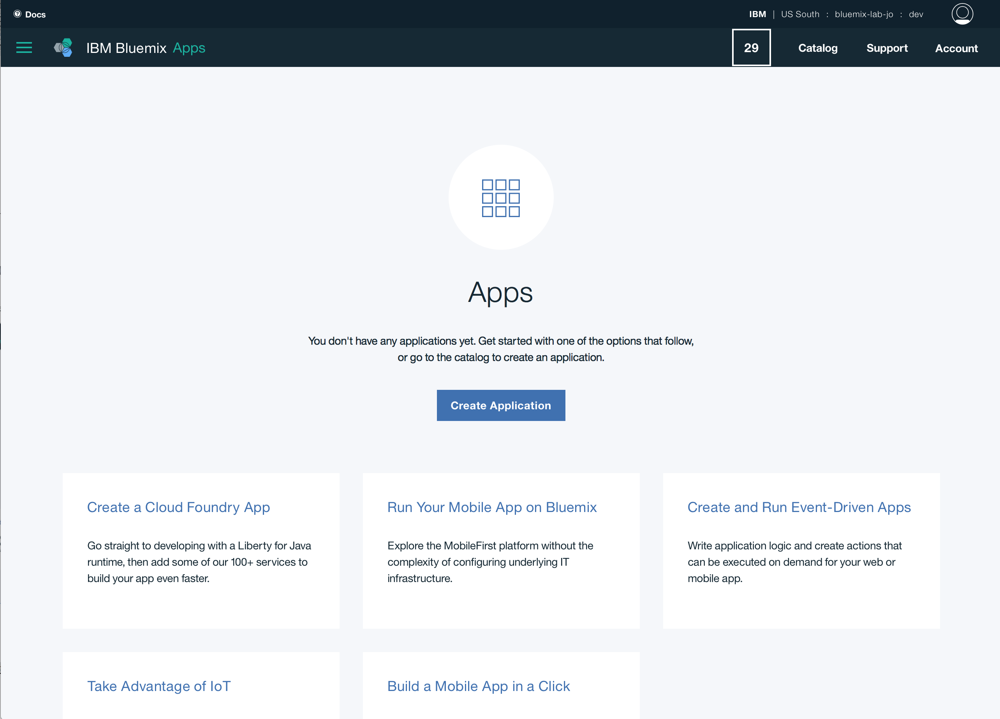 Docs
IBM | US South : bluemix-lab-jo : dev
IBM Bluemix Apps
29
Catalog
Support
Account
Apps
You don't have any applications yet. Get started with one of the options that follow,
or go to the catalog to create an application.
Create Application
Create a Cloud Foundry App
Go straight to developing with a Liberty for Java
runtime, then add some of our 100+ services to
build your app even faster.
Run Your Mobile App on Bluemix
Explore the MobileFirst platform without the
complexity of configuring underlying IT
infrastructure.
Create and Run Event-Driven Apps
Write application logic and create actions that
can be executed on demand for your web or
mobile app.
Take Advantage of IoT
Build a Mobile App in a Click